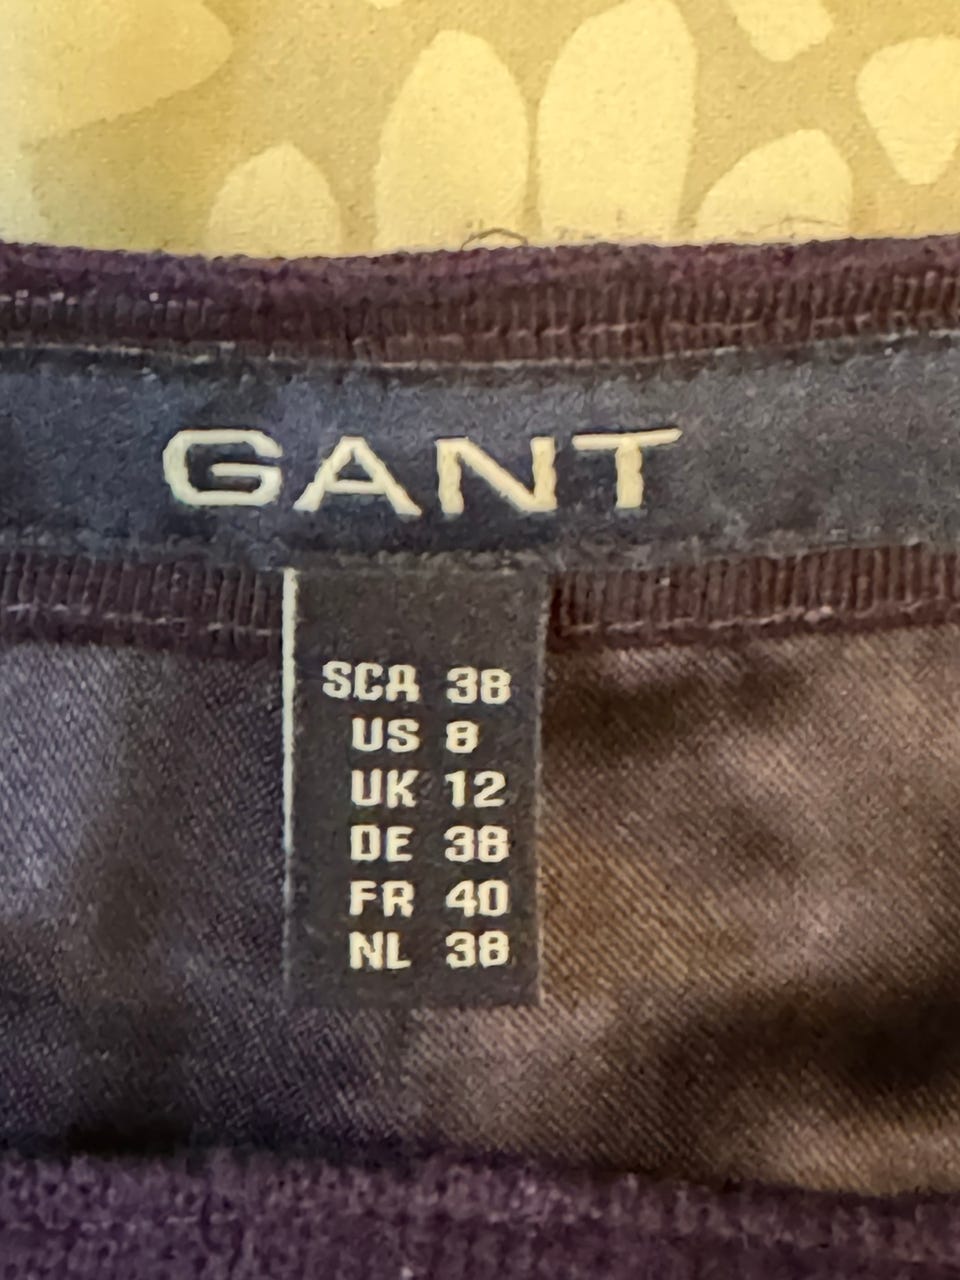 GANT
SCA 38
US 8
UK 12
DE 38
FR 40
NL 38